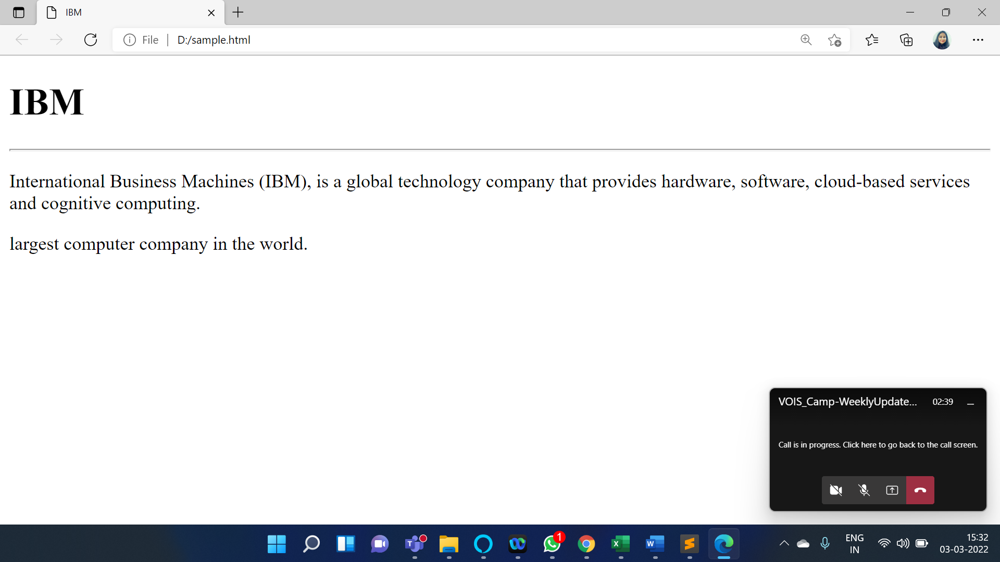 IBM
File
D:/sample.html
IBM
International Business Machines (IBM), is a global technology company that provides hardware, software, cloud-based services
and cognitive computing.
largest computer company in the world.
VOIS_Camp-WeeklyUpdate... 02:39
Call is in progress. Click here to go back to the call screen.
1
ENG
IN
15:32
03-03-2022